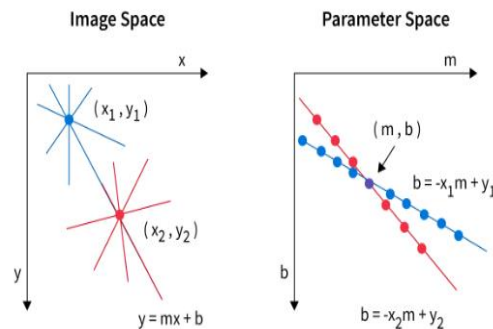 Image Space
x
(x₁, y₁)
(x₂, y₂)
y
y = mx + b
Parameter Space
m
(m, b)
b = -x₁m + y₁
b
b = -x₂m + y₂